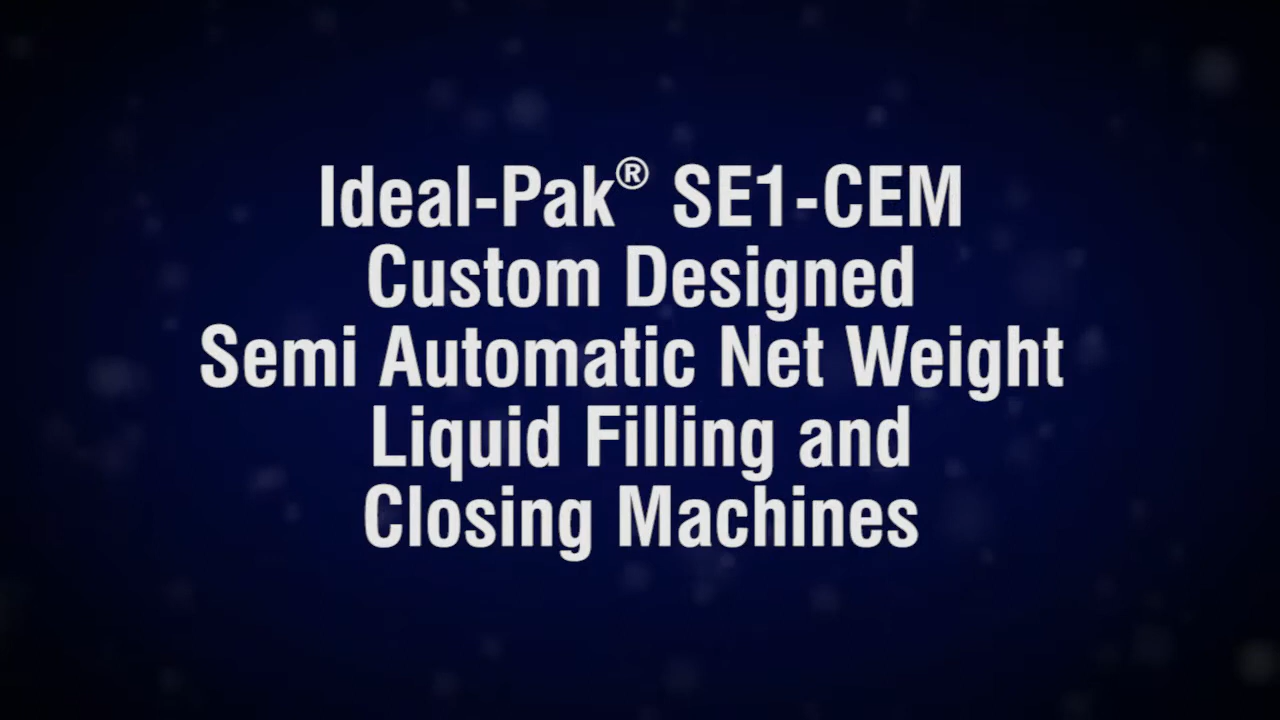 Ideal-Pak® SE1-CEM
Custom Designed
Semi Automatic Net Weight
Liquid Filling and
Closing Machines